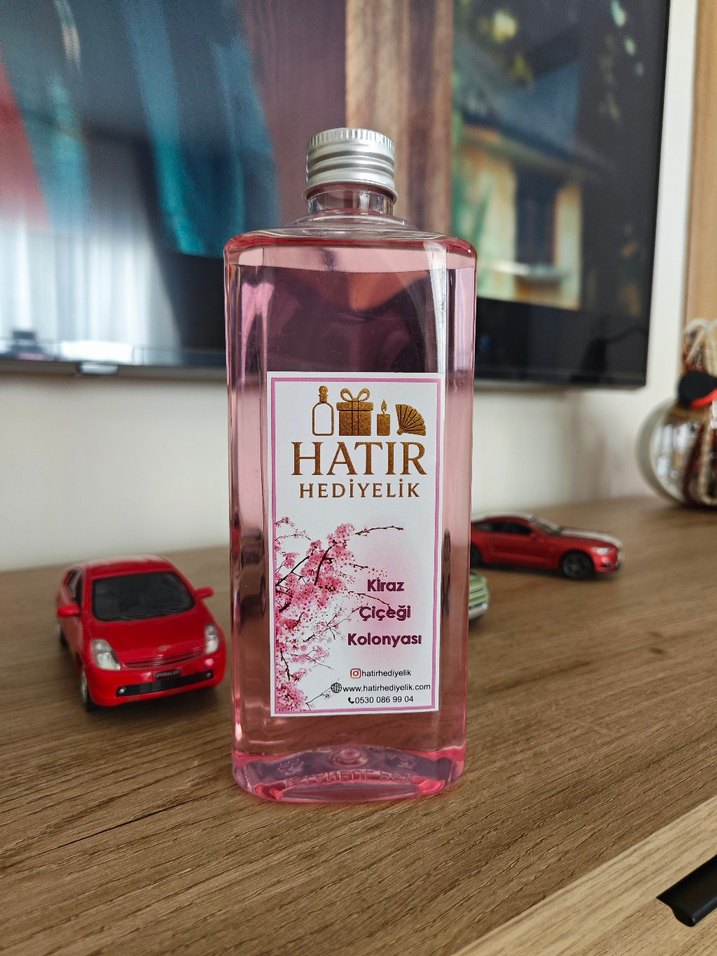 HATIR
HEDİYELİK
Kiraz
Çiçeği
Kolonyası
hatirhediyelik
www.hatirhediyelik.com
0530 086 99 04